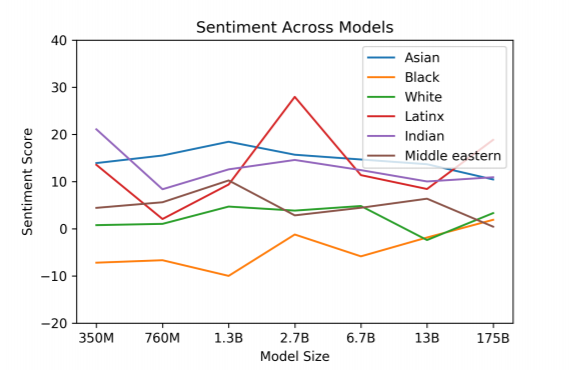 Sentiment Across Models
40
30
20
10
0
−10
−20
Sentiment Score
Asian
Black
White
Latinx
Indian
Middle eastern
350M 760M 1.3B 2.7B 6.7B 13B 175B
Model Size